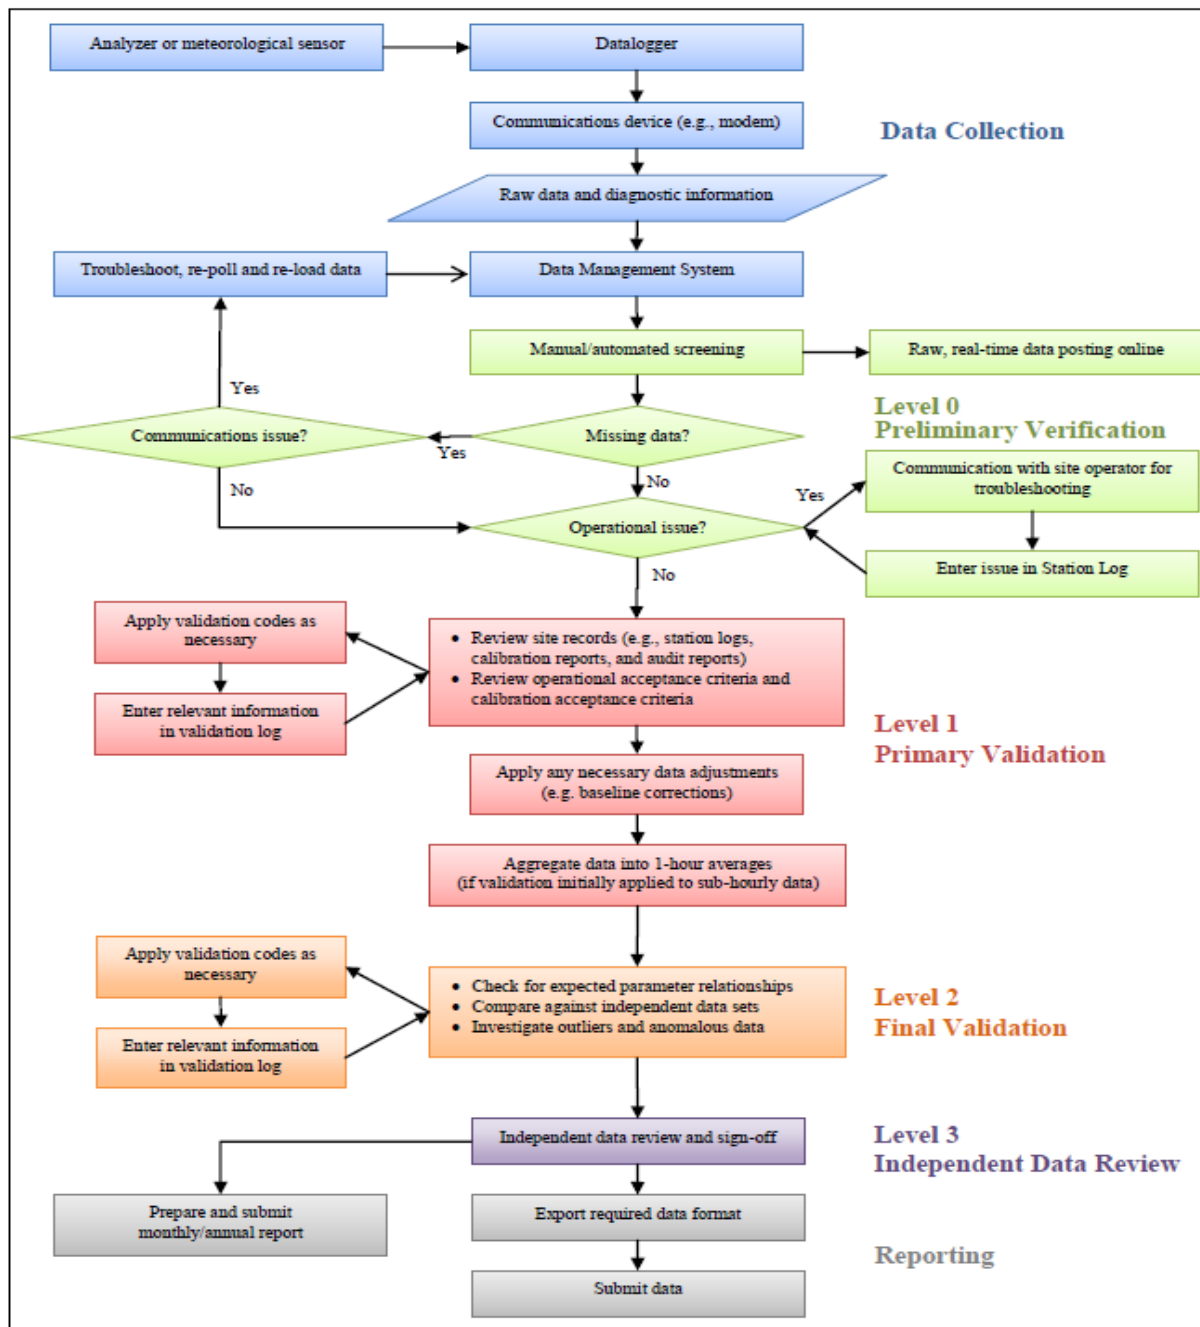 Analyzer or meteorological sensor
Datalogger
Communications device (e.g., modem)
Data Collection
Raw data and diagnostic information
Troubleshoot, re-poll and re-load data
Data Management System
Manual/automated screening
Raw, real-time data posting online
Yes
Level 0
Preliminary Verification
Communications issue?
Yes
Missing data?
No
No
Yes
Communication with site operator for
troubleshooting
Operational issue?
Enter issue in Station Log
No
Apply validation codes as
necessary
Enter relevant information
in validation log
• Review site records (e.g., station logs,
calibration reports, and audit reports)
• Review operational acceptance criteria and
calibration acceptance criteria
Level 1
Primary Validation
Apply any necessary data adjustments
(e.g. baseline corrections)
Aggregate data into 1-hour averages
(if validation initially applied to sub-hourly data)
Apply validation codes as
necessary
Enter relevant information
in validation log
• Check for expected parameter relationships
• Compare against independent data sets
• Investigate outliers and anomalous data
Level 2
Final Validation
Independent data review and sign-off
Level 3
Independent Data Review
Prepare and submit
monthly/annual report
Export required data format
Reporting
Submit data